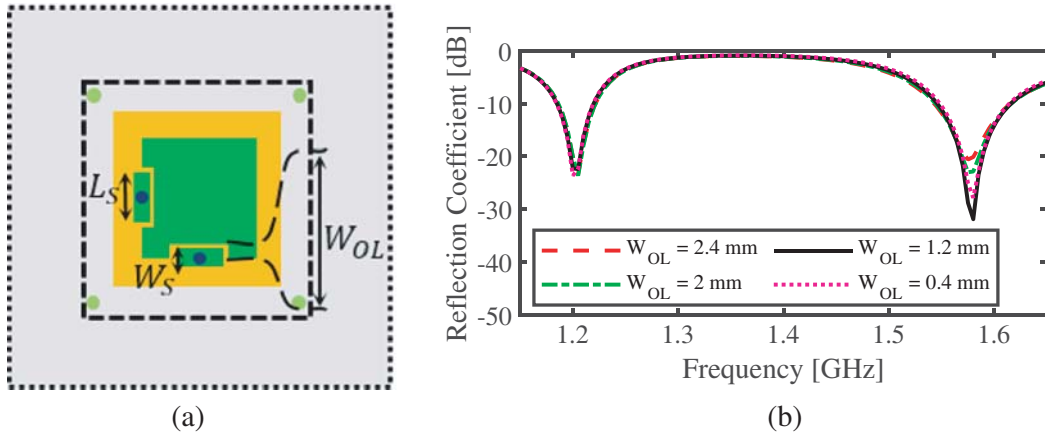 L_S
W_S
W_OL
(a)
Reflection Coefficient [dB]
0
-10
-20
-30
-40
-50
W_OL = 2.4 mm
W_OL = 1.2 mm
W_OL = 2 mm
W_OL = 0.4 mm
1.2
1.3
1.4
1.5
1.6
Frequency [GHz]
(b)